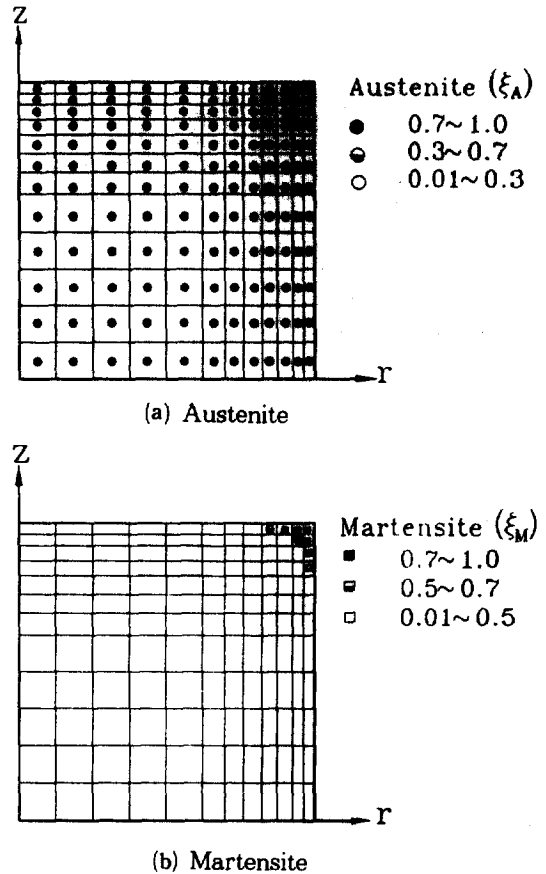 Z
Austenite (ξA)
● 0.7~1.0
◒ 0.3~0.7
○ 0.01~0.3
r
(a) Austenite
Z
Martensite (ξM)
■ 0.7~1.0
⬒ 0.5~0.7
□ 0.01~0.5
r
(b) Martensite